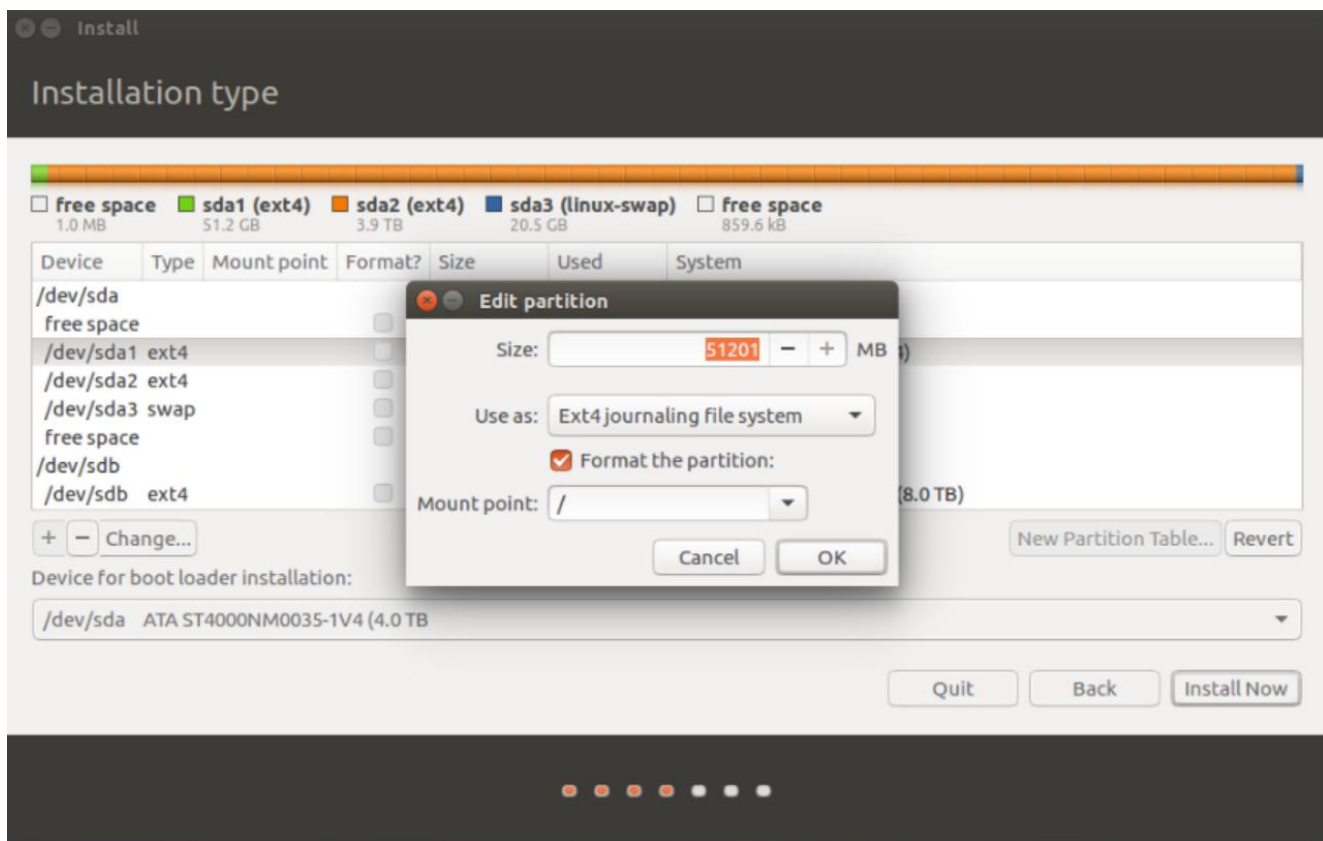 Install
Installation type
free space sda1 (ext4) sda2 (ext4) sda3 (linux-swap) free space
1.0 MB 51.2 GB 3.9 TB 20.5 GB 859.6 kB
Device Type Mount point Format? Size Used System
/dev/sda
free space
/dev/sda1 ext4
/dev/sda2 ext4
/dev/sda3 swap
free space
/dev/sdb
/dev/sdb ext4 (8.0 TB)
Edit partition
Size: 51201 − + MB
Use as: Ext4 journaling file system
Format the partition:
Mount point: /
Cancel OK
+ − Change... New Partition Table... Revert
Device for boot loader installation:
/dev/sda ATA ST4000NM0035-1V4 (4.0 TB
Quit Back Install Now